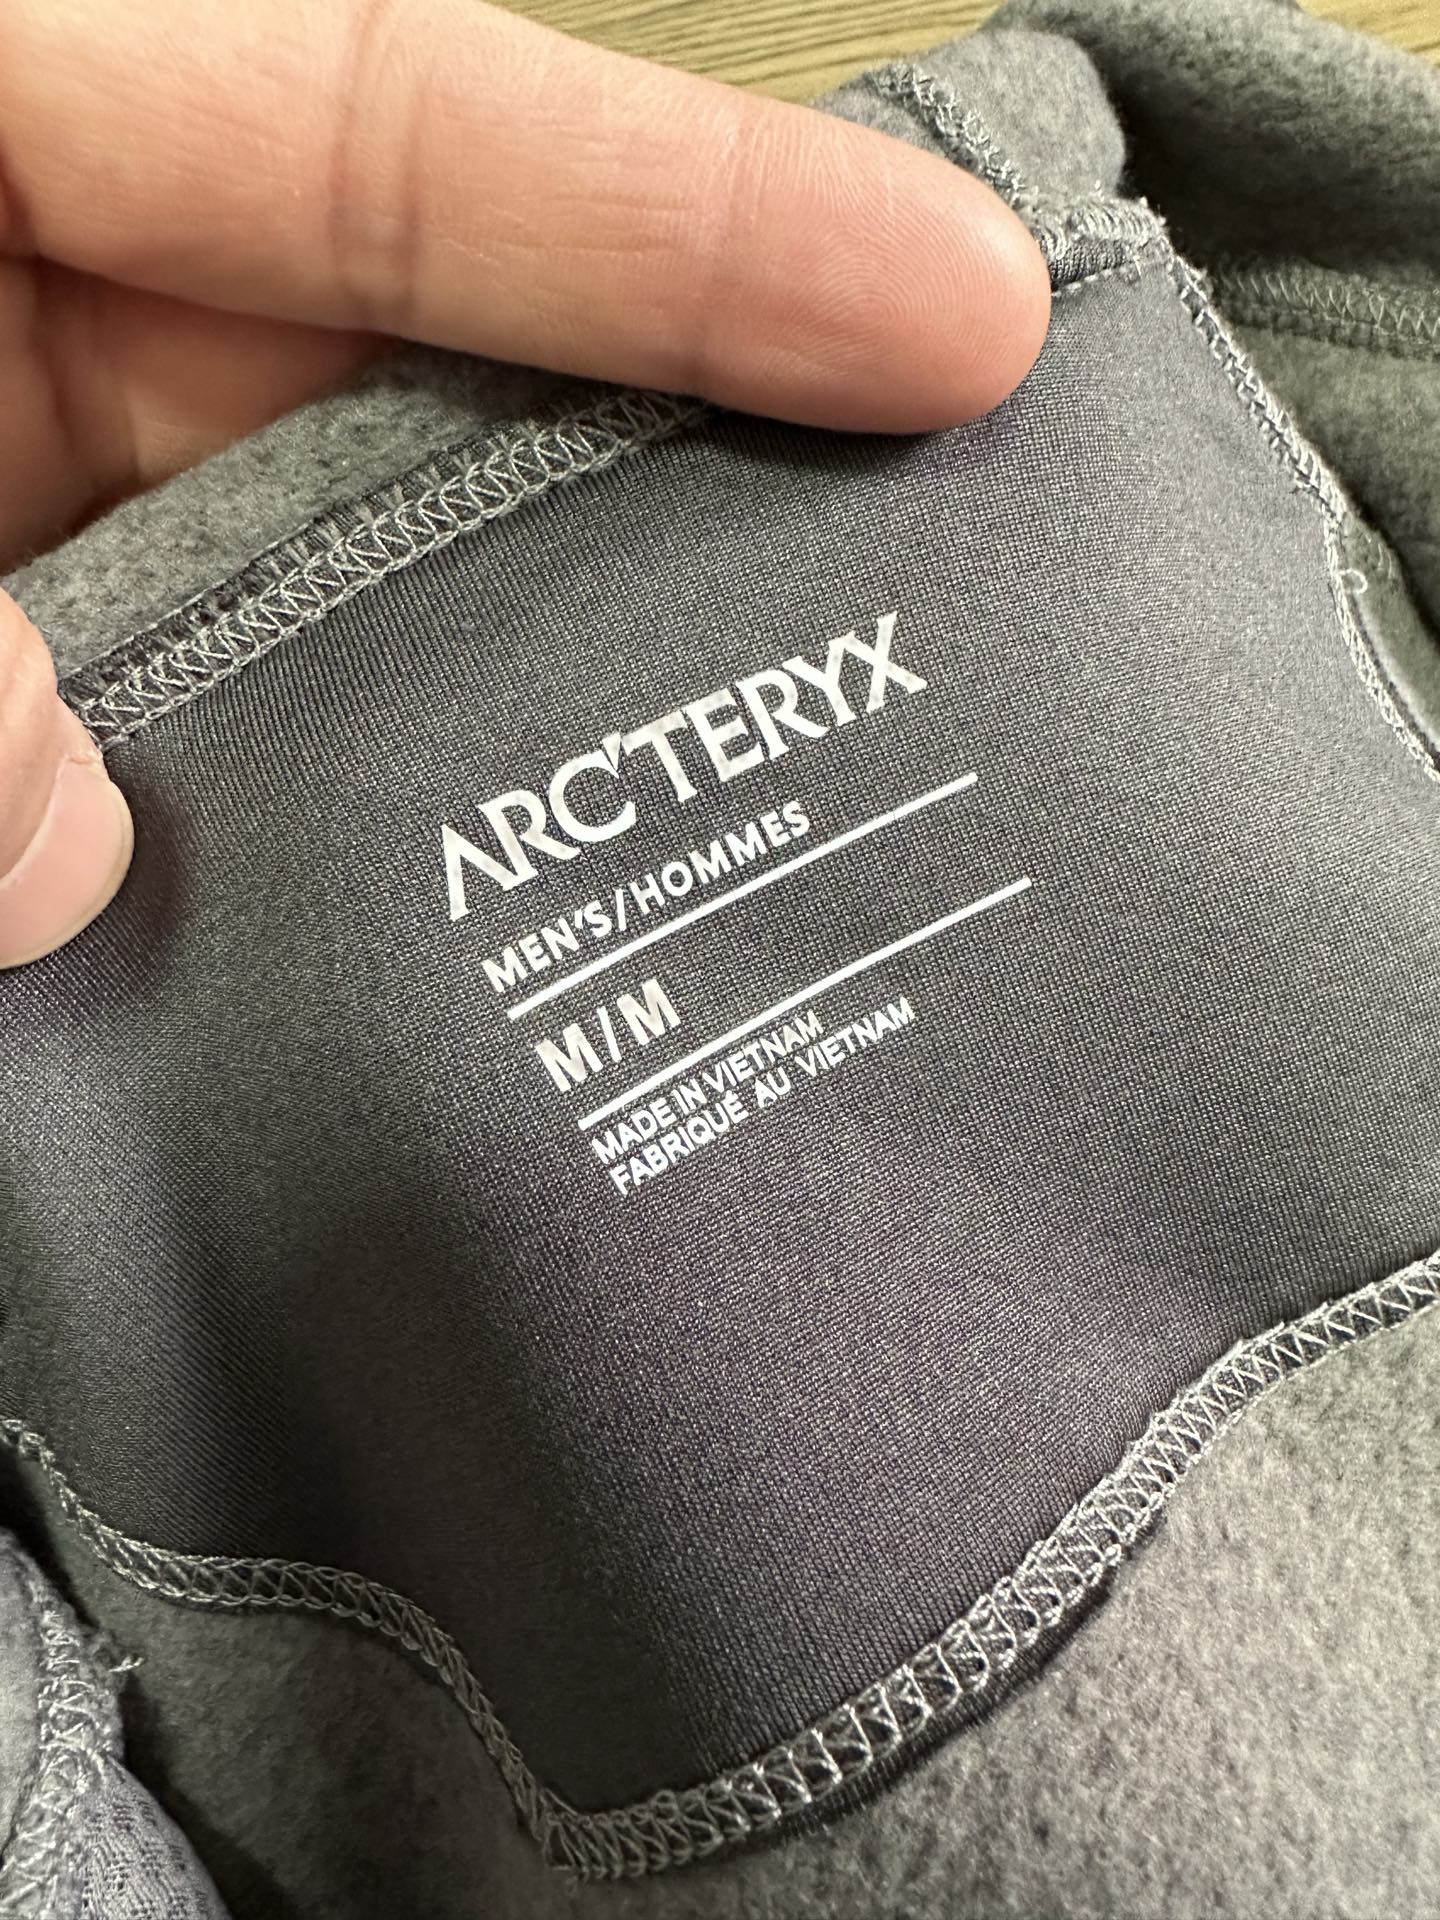 ARC'TERYX
MEN'S/HOMMES
M/M
MADE IN VIETNAM
FABRIQUÉ AU VIETNAM